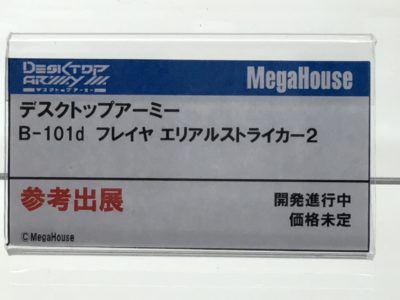 DESKTOP ARMY
デスクトップアーミー
MegaHouse
デスクトップアーミー
B-101d フレイヤ エリアルストライカー2
参考出展
開発進行中
価格未定
©MegaHouse